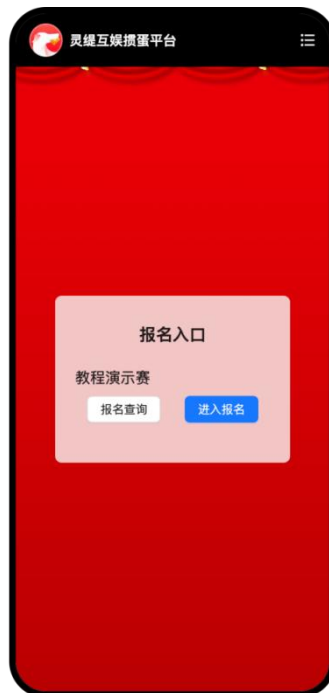 灵缇互娱掼蛋平台
报名入口
教程演示赛
报名查询 进入报名